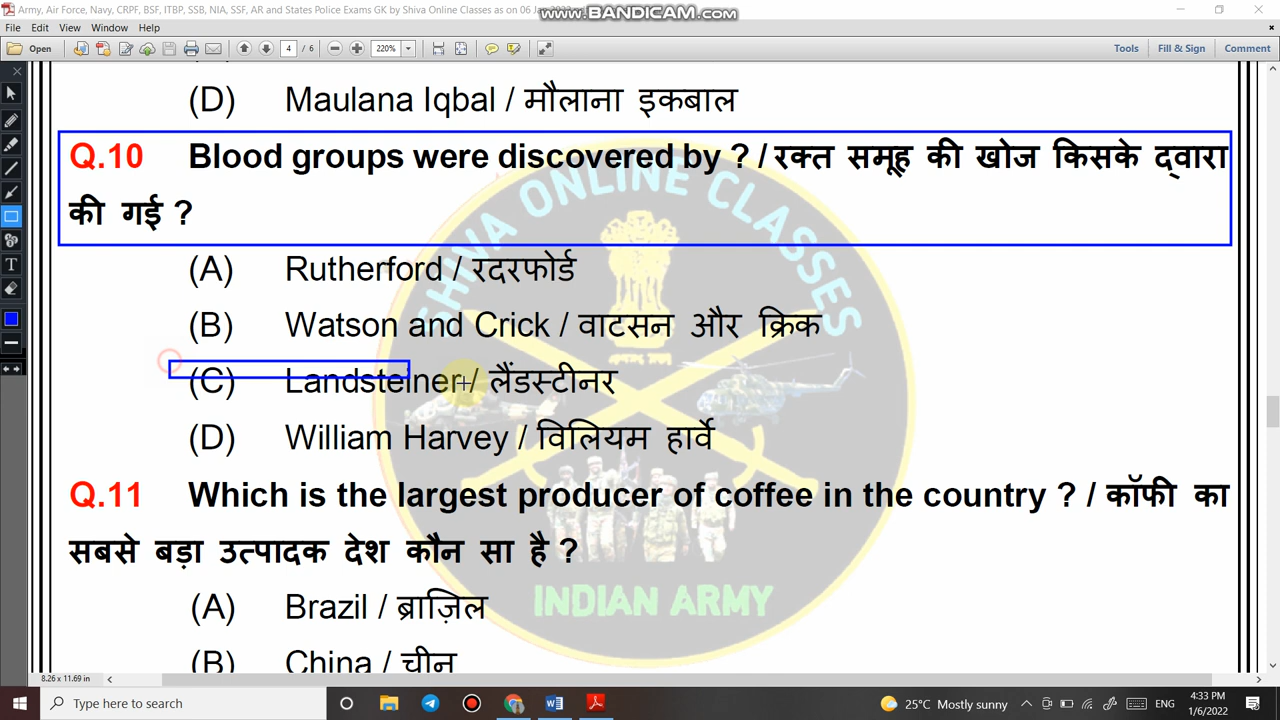 Army, Air Force, Navy, CRPF, BSF, ITBP, SSB, NIA, SSF, AR and States Police Exams GK by Shiva Online Classes as on 06 Jan
www.BANDICAM.com
File Edit View Window Help
Open 4 / 6 220% Tools Fill & Sign Comment
(D) Maulana Iqbal / मौलाना इकबाल
Q.10 Blood groups were discovered by ? / रक्त समूह की खोज किसके द्वारा
की गई ?
(A) Rutherford / रदरफोर्ड
(B) Watson and Crick / वाटसन और क्रिक
(C) Landsteiner / लैंडस्टीनर
(D) William Harvey / विलियम हार्वे
Q.11 Which is the largest producer of coffee in the country ? / कॉफी का
सबसे बड़ा उत्पादक देश कौन सा है ?
(A) Brazil / ब्राज़िल
(B) China / चीन
SHIVA ONLINE CLASSES
INDIAN ARMY
8.26 x 11.69 in
Type here to search
25°C Mostly sunny
ENG
4:33 PM
1/6/2022